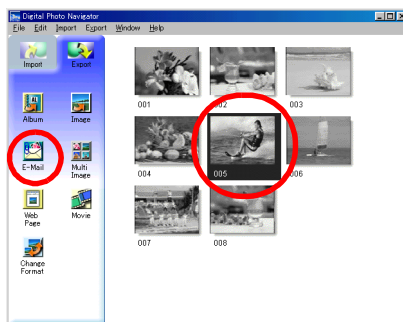 Digital Photo Navigator
File Edit Import Export Window Help
Import Export
Album Image
E-Mail Multi Image
Web Page Movie
Change Format
001 002 003
004 005 006
007 008